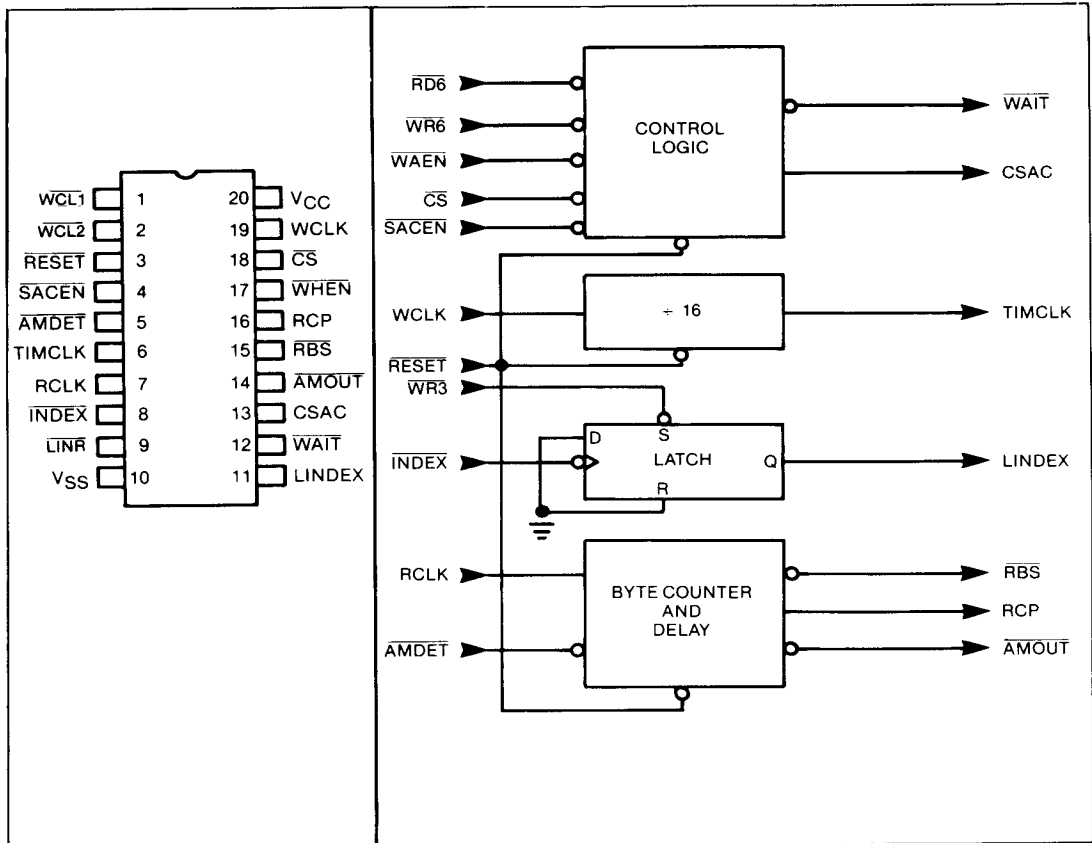 WCL1 1 20 VCC
WCL2 2 19 WCLK
RESET 3 18 CS
SACEN 4 17 WHEN
AMDET 5 16 RCP
TIMCLK 6 15 RBS
RCLK 7 14 AMOUT
INDEX 8 13 CSAC
LINR 9 12 WAIT
VSS 10 11 LINDEX
RD6
WR6
WAEN
CS
SACEN
CONTROL
LOGIC
WAIT
CSAC
WCLK
÷ 16
TIMCLK
RESET
WR3
INDEX
D
S
LATCH
Q
R
LINDEX
RCLK
AMDET
BYTE COUNTER
AND
DELAY
RBS
RCP
AMOUT